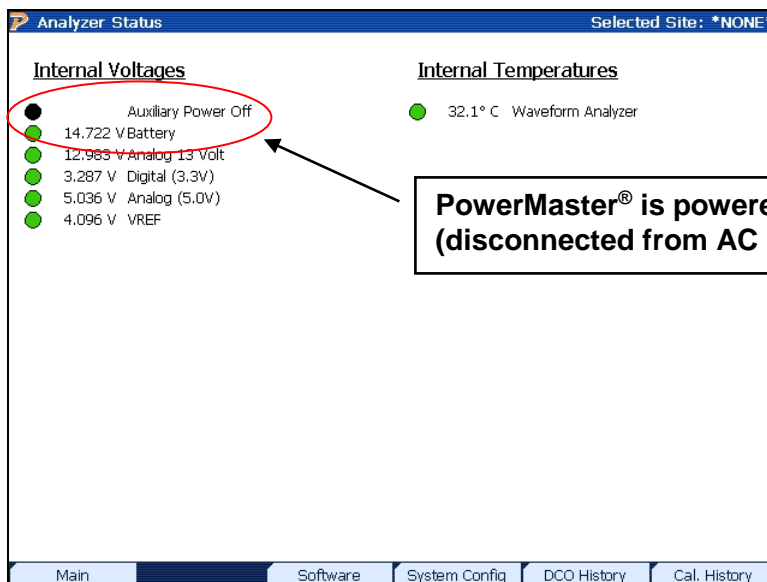 Analyzer Status Selected Site: *NONE*
Internal Voltages Internal Temperatures
Auxiliary Power Off 32.1° C Waveform Analyzer
14.722 V Battery
12.983 V Analog 13 Volt
3.287 V Digital (3.3V)
5.036 V Analog (5.0V)
4.096 V VREF
PowerMaster® is powere
(disconnected from AC
Main Software System Config DCO History Cal. History